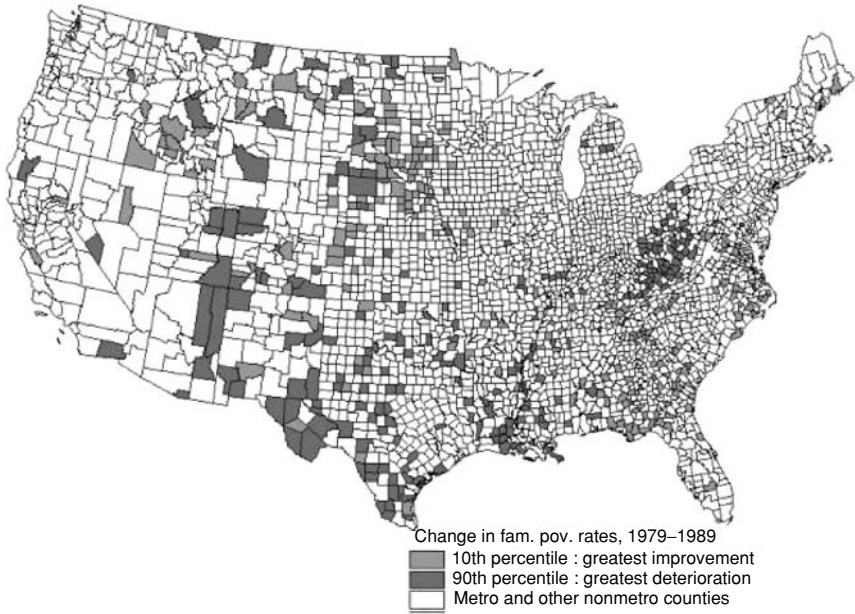 Change in fam. pov. rates, 1979–1989
10th percentile : greatest improvement
90th percentile : greatest deterioration
Metro and other nonmetro counties